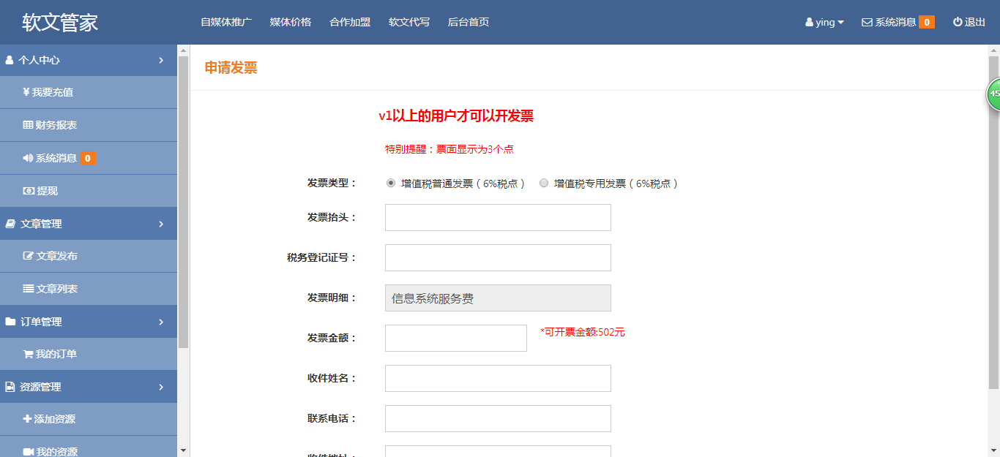 软文管家
自媒体推广 媒体价格 合作加盟 软文代写 后台首页
ying 系统消息 0 退出
个人中心
¥ 我要充值
财务报表
系统消息 0
提现
文章管理
文章发布
文章列表
订单管理
我的订单
资源管理
添加资源
我的资源
申请发票
v1以上的用户才可以开发票
特别提醒：票面显示为3个点
发票类型： 增值税普通发票（6%税点） 增值税专用发票（6%税点）
发票抬头：
税务登记证号：
发票明细： 信息系统服务费
发票金额： *可开票金额:502元
收件姓名：
联系电话：
45